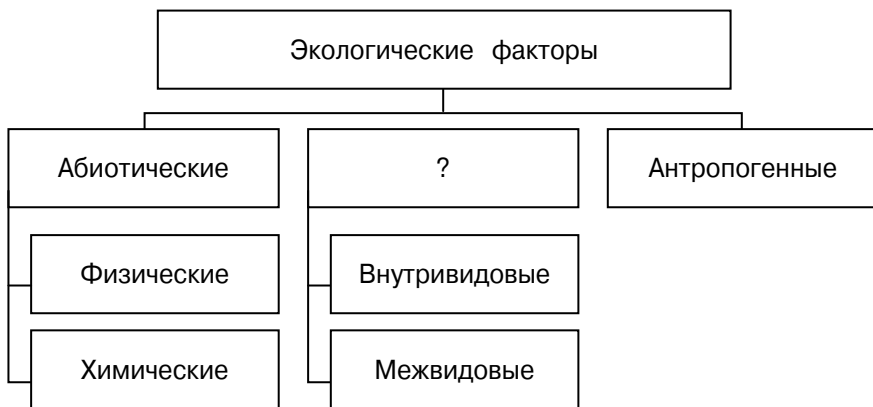 Экологические факторы
Абиотические
?
Антропогенные
Физические
Внутривидовые
Химические
Межвидовые